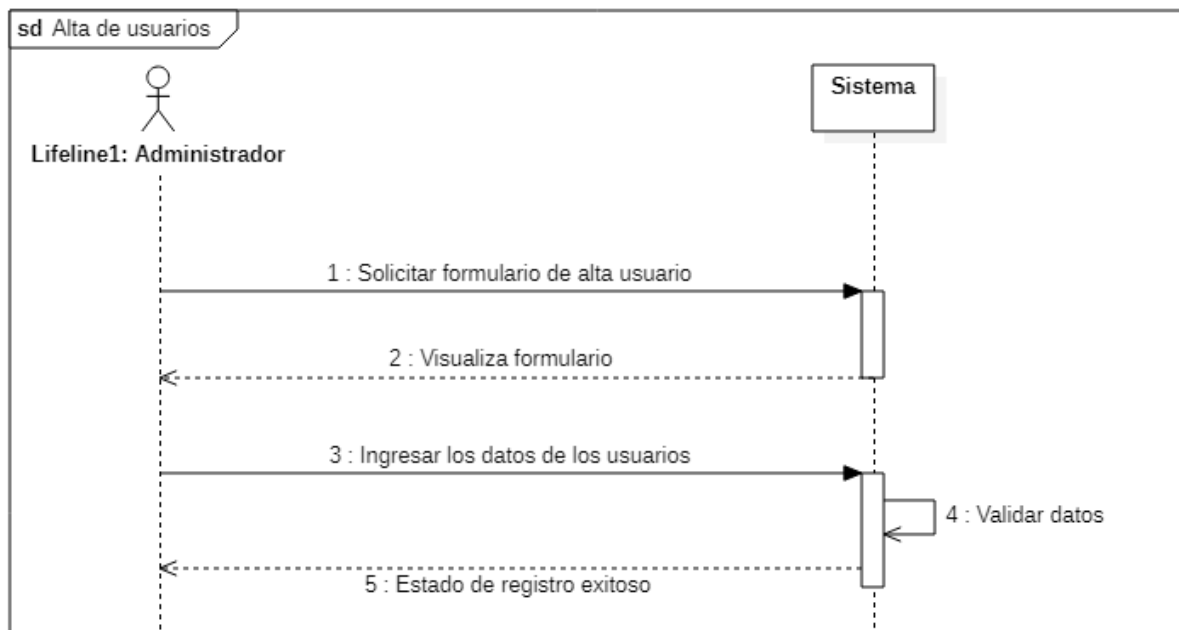 sd Alta de usuarios
Sistema
Lifeline1: Administrador
1 : Solicitar formulario de alta usuario
2 : Visualiza formulario
3 : Ingresar los datos de los usuarios
4 : Validar datos
5 : Estado de registro exitoso